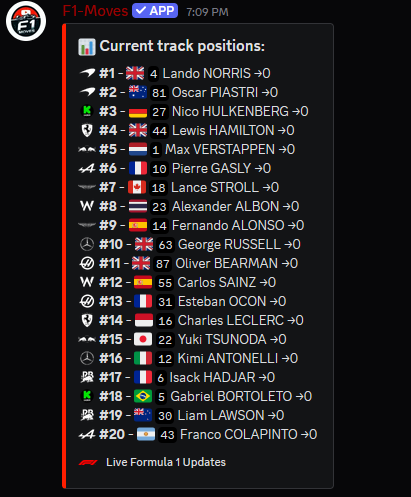 F1-Moves ✓ APP 7:09 PM
Current track positions:
#1 - 4 Lando NORRIS →0
#2 - 81 Oscar PIASTRI →0
#3 - 27 Nico HULKENBERG →0
#4 - 44 Lewis HAMILTON →0
#5 - 1 Max VERSTAPPEN →0
#6 - 10 Pierre GASLY →0
#7 - 18 Lance STROLL →0
#8 - 23 Alexander ALBON →0
#9 - 14 Fernando ALONSO →0
#10 - 63 George RUSSELL →0
#11 - 87 Oliver BEARMAN →0
#12 - 55 Carlos SAINZ →0
#13 - 31 Esteban OCON →0
#14 - 16 Charles LECLERC →0
#15 - 22 Yuki TSUNODA →0
#16 - 12 Kimi ANTONELLI →0
#17 - 6 Isack HADJAR →0
#18 - 5 Gabriel BORTOLETO →0
#19 - 30 Liam LAWSON →0
#20 - 43 Franco COLAPINTO →0
Live Formula 1 Updates